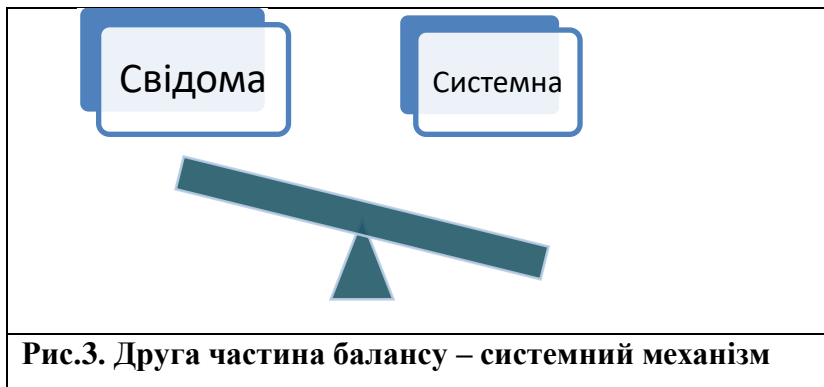 Свідома
Системна
Рис.3. Друга частина балансу – системний механізм